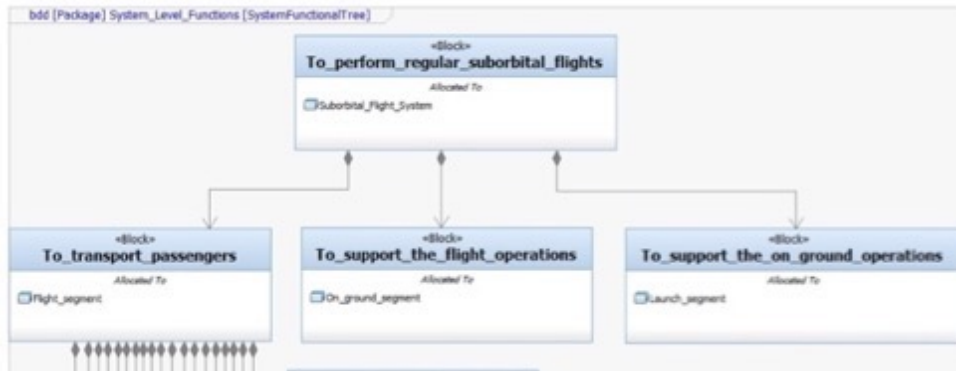 bdd [Package] System_Level_Functions [SystemFunctionalTree]
«Block»
To_perform_regular_suborbital_flights
Allocated To
Suborbital_Flight_System
«Block»
To_transport_passengers
Allocated To
Flight_segment
«Block»
To_support_the_flight_operations
Allocated To
On_ground_segment
«Block»
To_support_the_on_ground_operations
Allocated To
Launch_segment